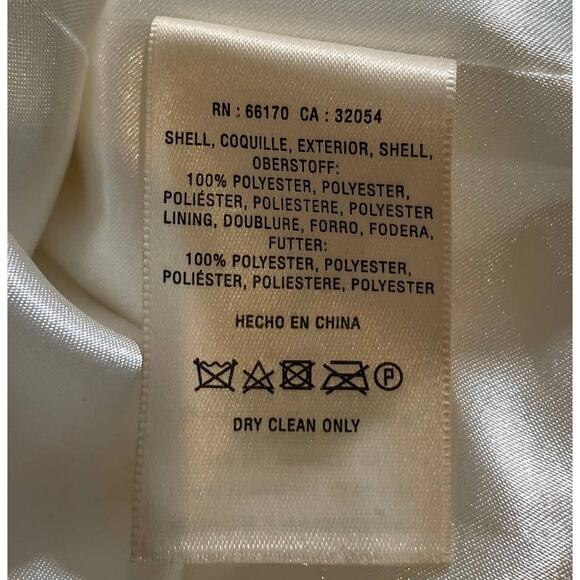 RN : 66170 CA : 32054
SHELL, COQUILLE, EXTERIOR, SHELL,
OBERSTOFF:
100% POLYESTER, POLYESTER,
POLIÉSTER, POLIESTERE, POLYESTER
LINING, DOUBLURE, FORRO, FODERA,
FUTTER:
100% POLYESTER, POLYESTER,
POLIÉSTER, POLIESTERE, POLYESTER
HECHO EN CHINA
P
DRY CLEAN ONLY